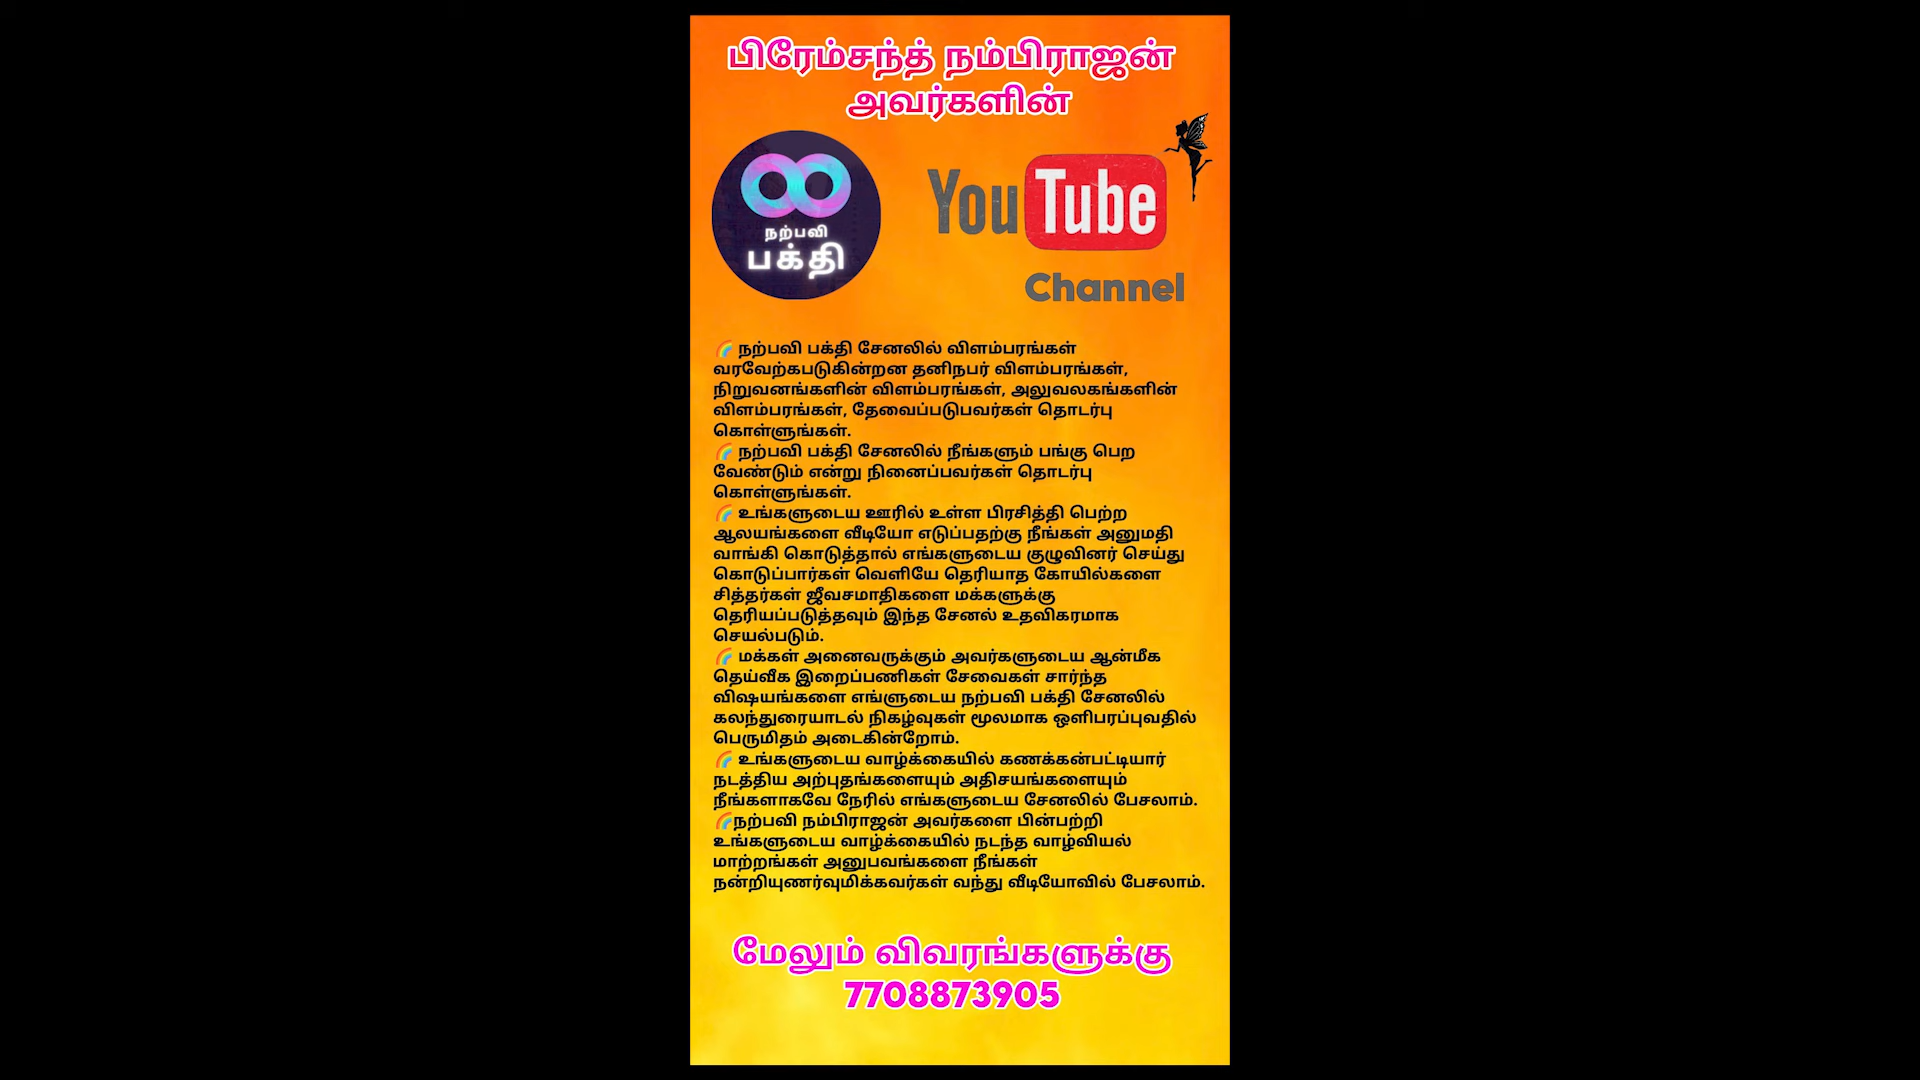 பிரேம்சந்த் நம்பிராஜன்
அவர்களின்
நற்பவி
பக்தி
YouTube
Channel
🌈 நற்பவி பக்தி சேனலில் விளம்பரங்கள்
வரவேற்கபடுகின்றன தனிநபர் விளம்பரங்கள்,
நிறுவனங்களின் விளம்பரங்கள், அலுவலகங்களின்
விளம்பரங்கள், தேவைப்படுபவர்கள் தொடர்பு
கொள்ளுங்கள்.
🌈 நற்பவி பக்தி சேனலில் நீங்களும் பங்கு பெற
வேண்டும் என்று நினைப்பவர்கள் தொடர்பு
கொள்ளுங்கள்.
🌈 உங்களுடைய ஊரில் உள்ள பிரசித்தி பெற்ற
ஆலயங்களை வீடியோ எடுப்பதற்கு நீங்கள் அனுமதி
வாங்கி கொடுத்தால் எங்களுடைய குழுவினர் செய்து
கொடுப்பார்கள் வெளியே தெரியாத கோயில்களை
சித்தர்கள் ஜீவசமாதிகளை மக்களுக்கு
தெரியப்படுத்தவும் இந்த சேனல் உதவிகரமாக
செயல்படும்.
🌈 மக்கள் அனைவருக்கும் அவர்களுடைய ஆன்மீக
தெய்வீக இறைப்பணிகள் சேவைகள் சார்ந்த
விஷயங்களை எங்ளுடைய நற்பவி பக்தி சேனலில்
கலந்துரையாடல் நிகழ்வுகள் மூலமாக ஒளிபரப்புவதில்
பெருமிதம் அடைகின்றோம்.
🌈 உங்களுடைய வாழ்க்கையில் கணக்கன்பட்டியார்
நடத்திய அற்புதங்களையும் அதிசயங்களையும்
நீங்களாகவே நேரில் எங்களுடைய சேனலில் பேசலாம்.
🌈நற்பவி நம்பிராஜன் அவர்களை பின்பற்றி
உங்களுடைய வாழ்க்கையில் நடந்த வாழ்வியல்
மாற்றங்கள் அனுபவங்களை நீங்கள்
நன்றியுணர்வுமிக்கவர்கள் வந்து வீடியோவில் பேசலாம்.
மேலும் விவரங்களுக்கு
7708873905